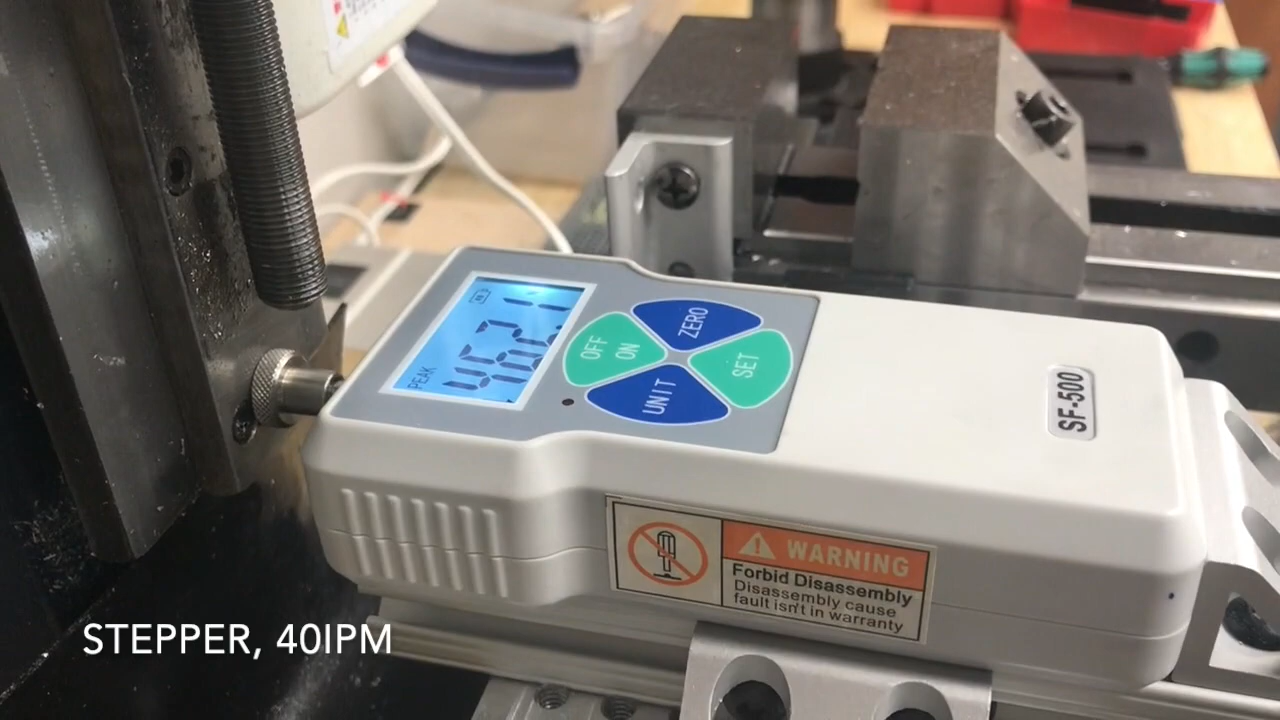 PEAK
OFF
ON
ZERO
UNIT
SET
SF-500
WARNING
Forbid Disassembly
Disassembly cause
fault isn't in warranty
STEPPER, 40IPM